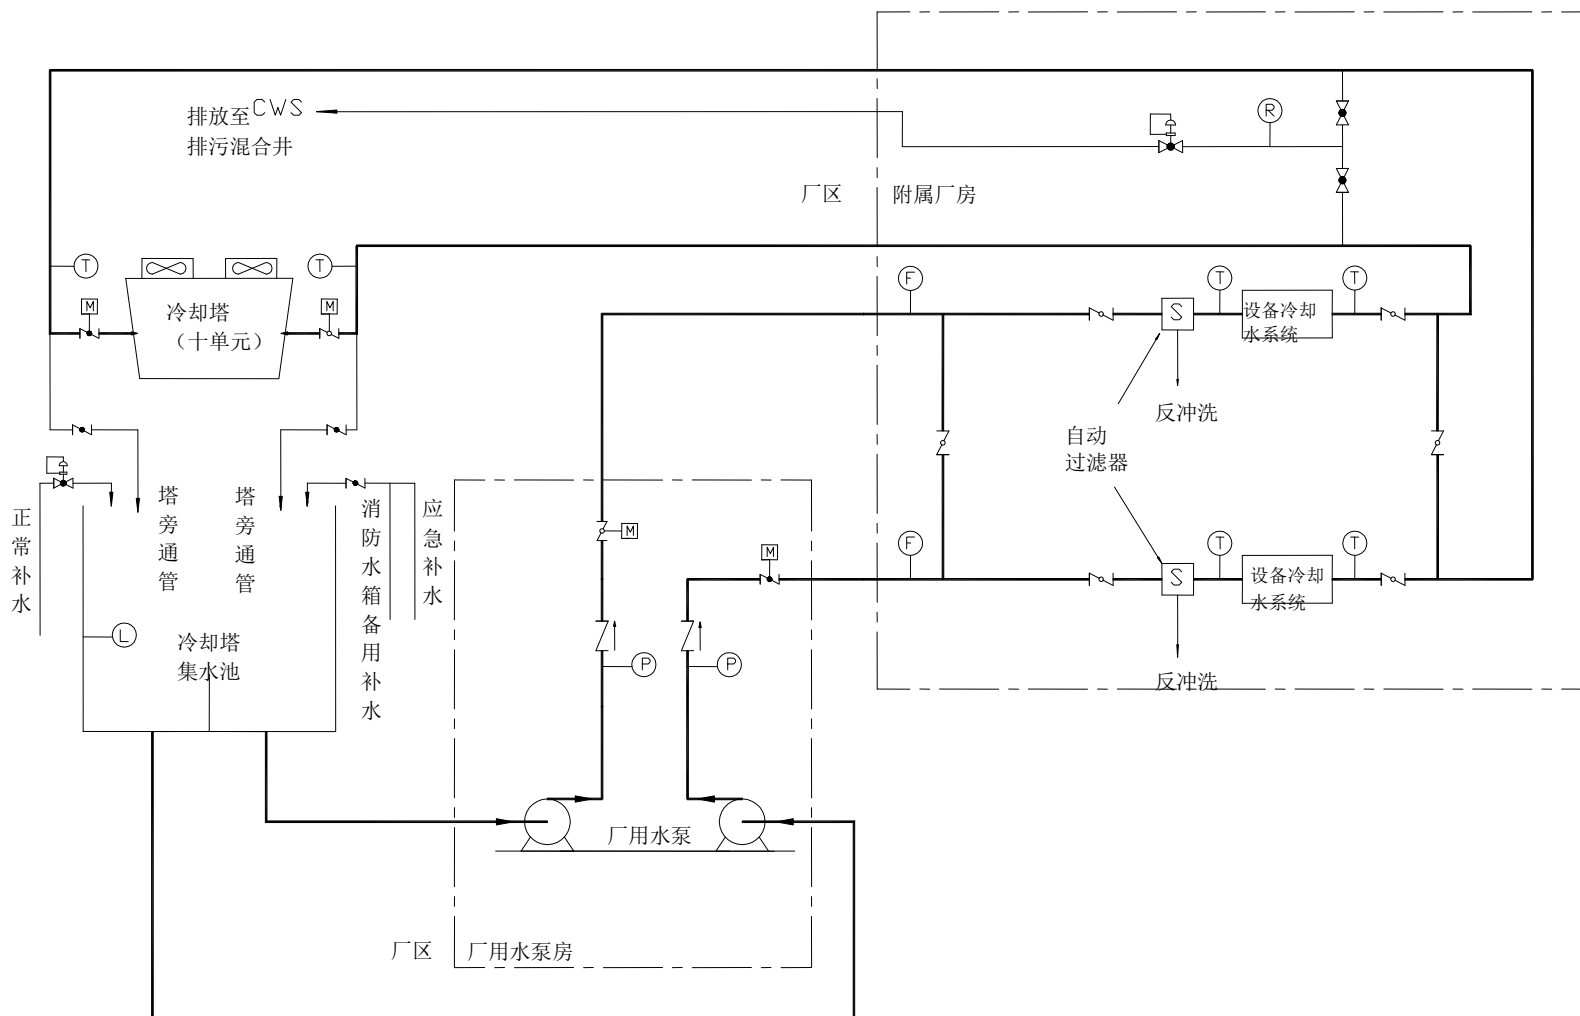 排放至CWS
排污混合井
R
厂区
附属厂房
T
T
冷却塔
（十单元）
M
M
F
T
T
S
设备冷却
水系统
反冲洗
自动
过滤器
正常补水
塔旁通管
塔旁通管
消防水箱备用补水
应急补水
M
M
F
T
T
S
设备冷却
水系统
反冲洗
L
冷却塔
集水池
P
P
厂用水泵
厂区
厂用水泵房